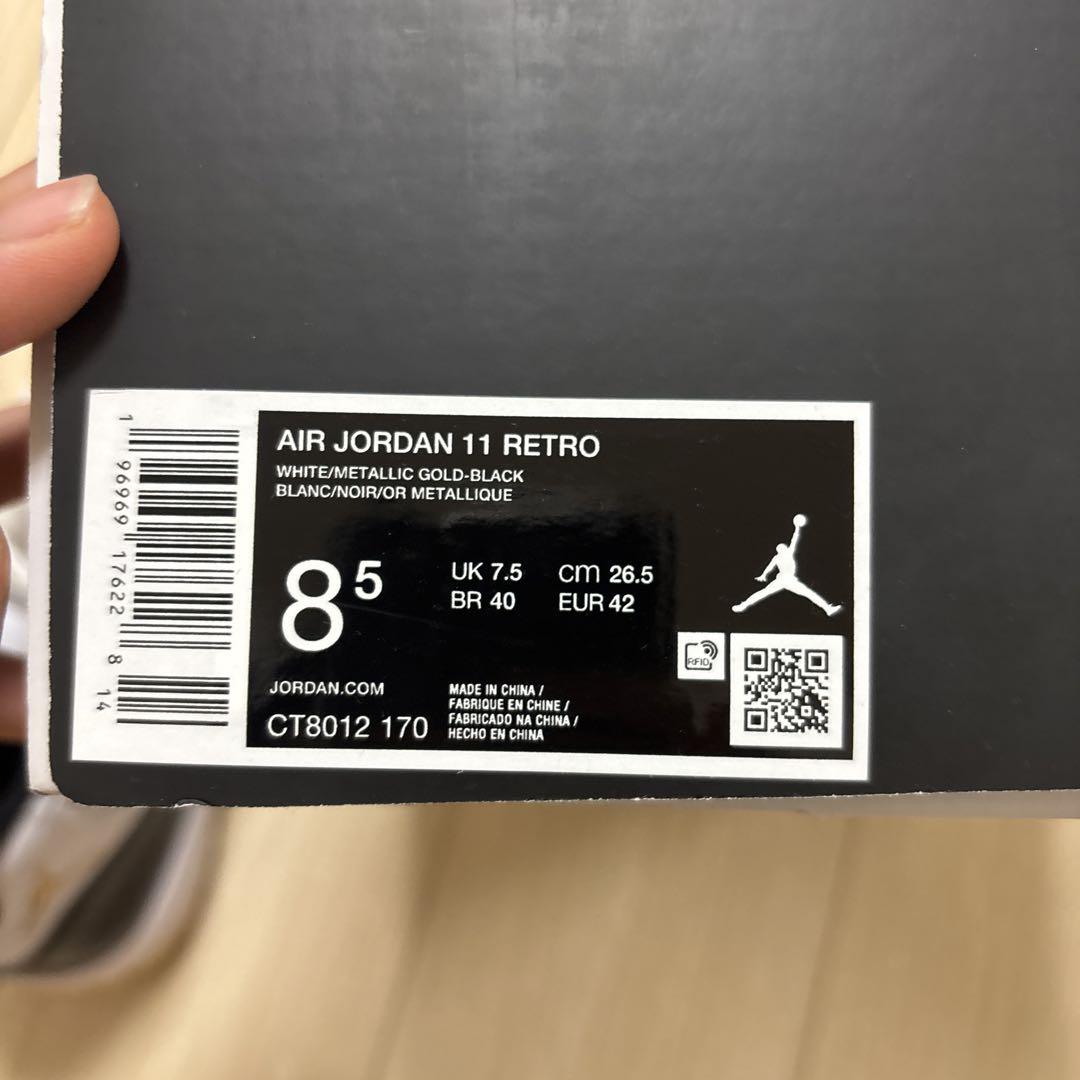 AIR JORDAN 11 RETRO
WHITE/METALLIC GOLD-BLACK
BLANC/NOIR/OR METALLIQUE
8 5
UK 7.5 cm 26.5
BR 40 EUR 42
RFID
JORDAN.COM
CT8012 170
MADE IN CHINA /
FABRIQUE EN CHINE /
FABRICADO NA CHINA /
HECHO EN CHINA
1 96969 17622 8 14